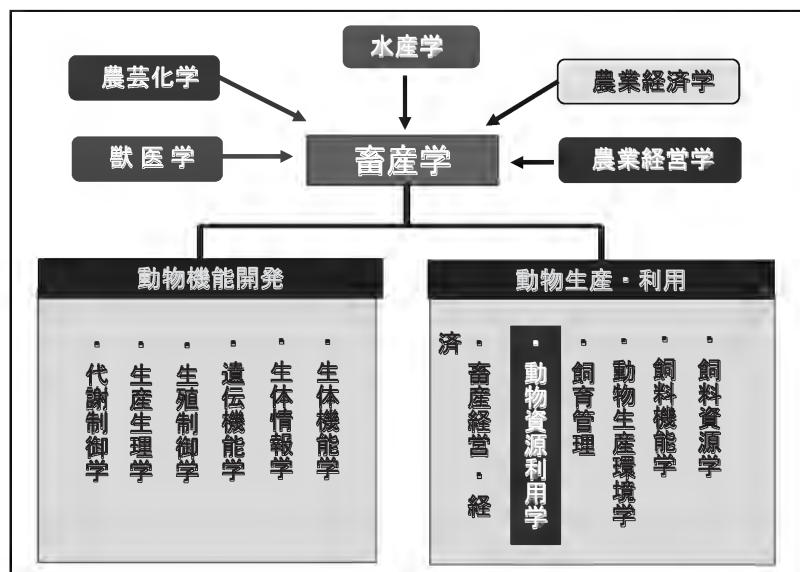 水産学
農芸化学
農業経済学
獣医学
畜産学
農業経営学
動物機能開発
・生体機能学
・生体情報学
・遺伝機能学
・生殖制御学
・生産生理学
・代謝制御学
動物生産・利用
・飼料資源学
・飼料機能学
・動物生産環境学
・飼育管理
・動物資源利用学
・畜産経営・経
済